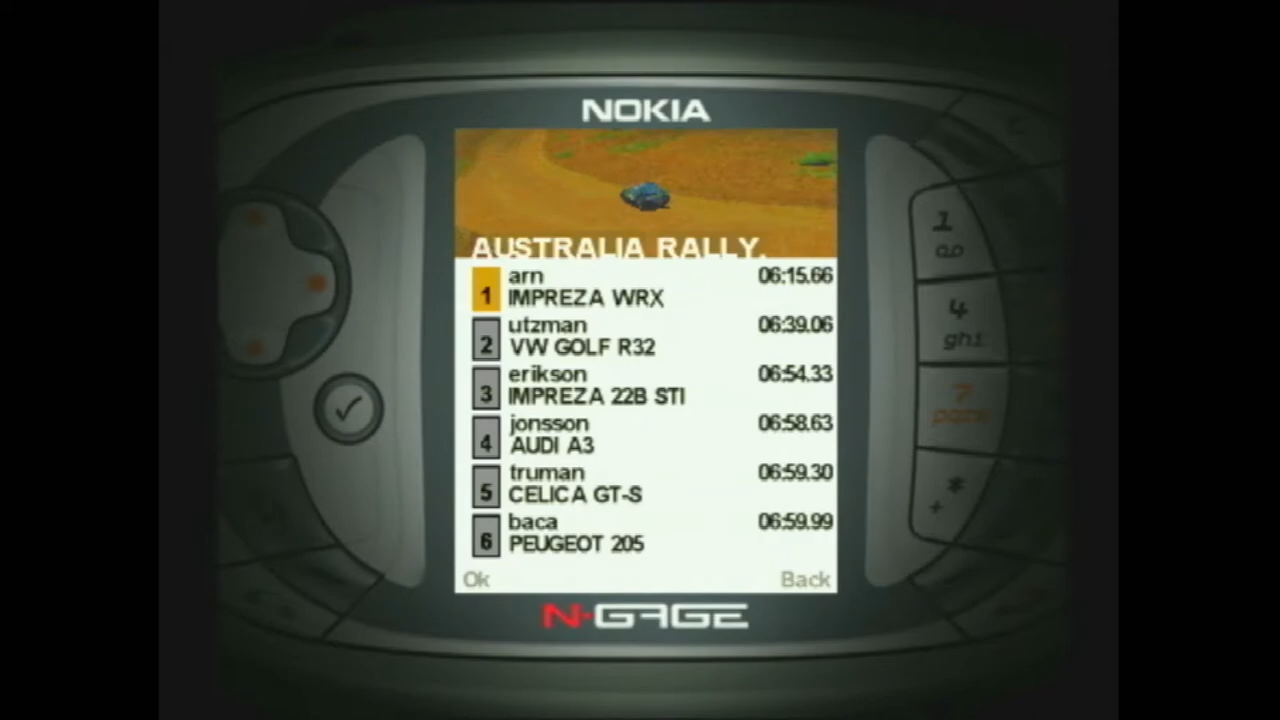 NOKIA
AUSTRALIA RALLY.
1 arn 06:15.66
IMPREZA WRX
2 utzman 06:39.06
VW GOLF R32
3 erikson 06:54.33
IMPREZA 22B STI
4 jonsson 06:58.63
AUDI A3
5 truman 06:59.30
CELICA GT-S
6 baca 06:59.99
PEUGEOT 205
Ok Back
N-GAGE
1
4
ghi
7
* +